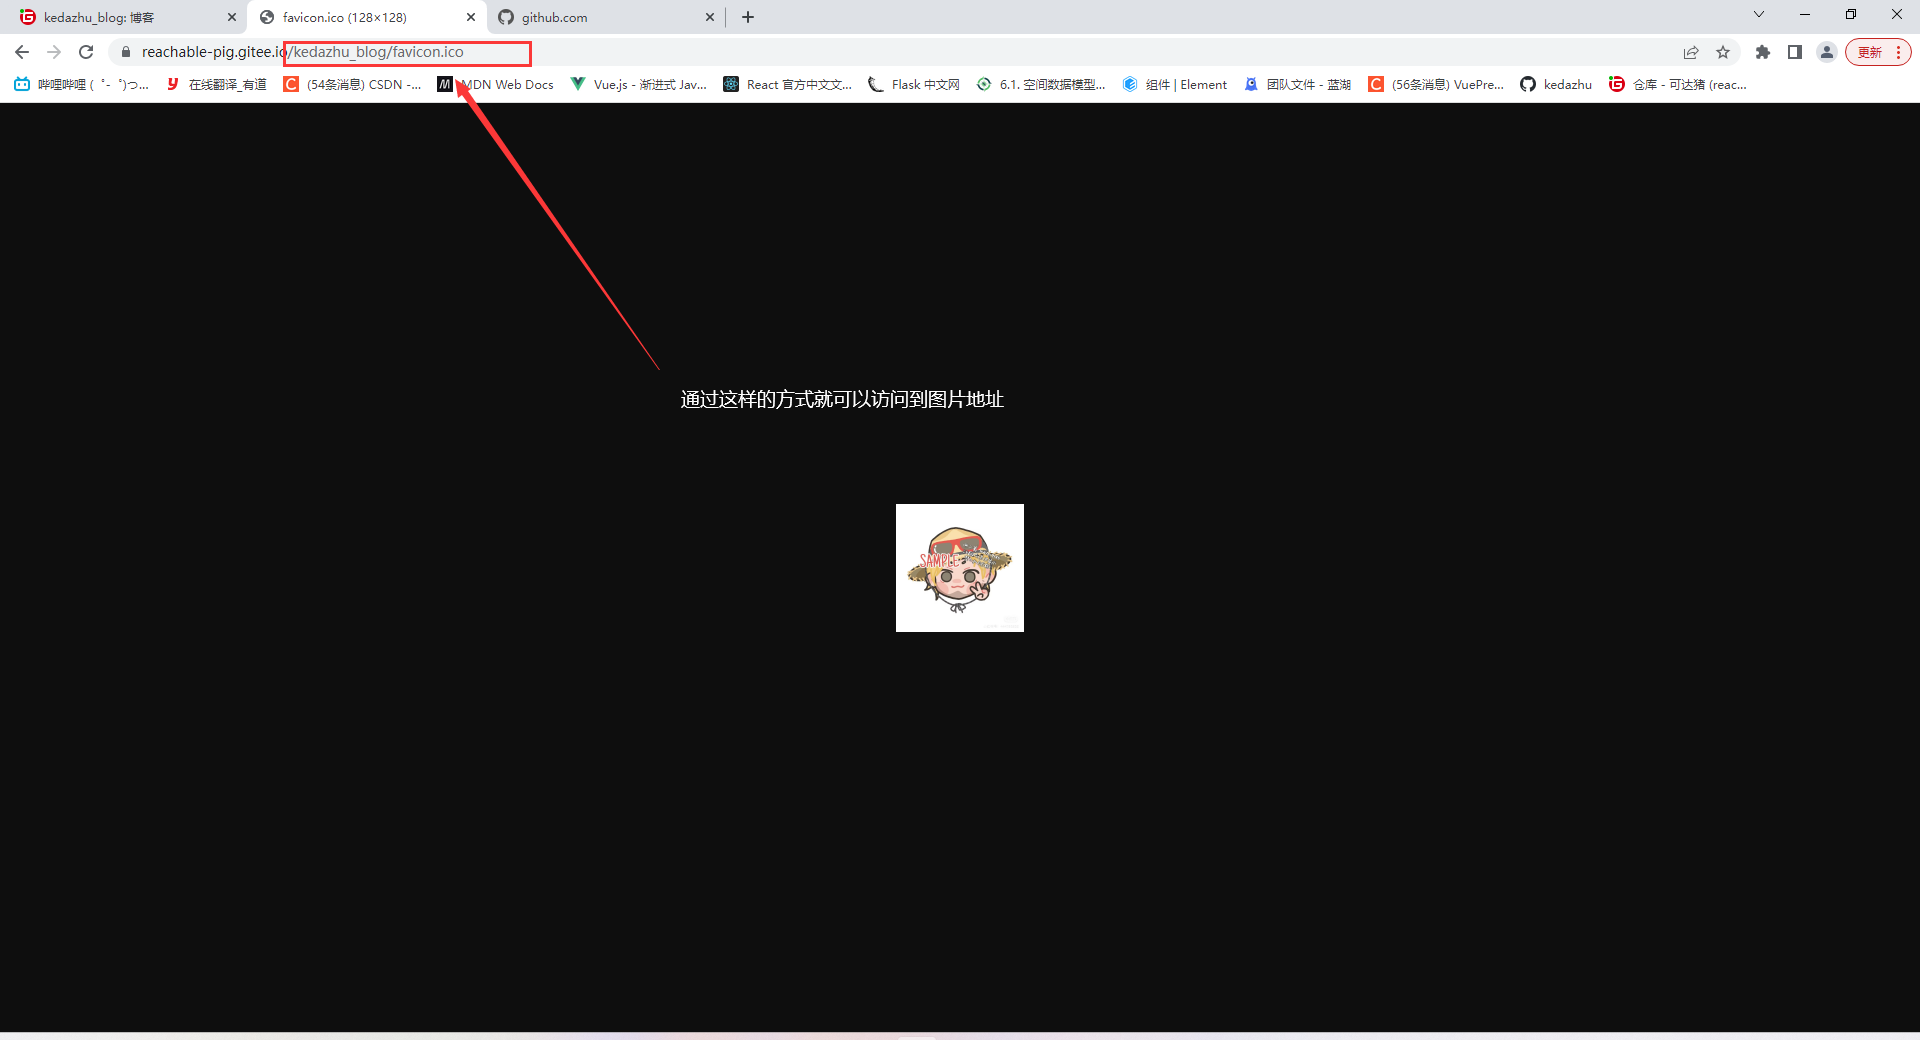 kedazhu_blog: 博客
favicon.ico (128×128)
github.com
reachable-pig.gitee.io/kedazhu_blog/favicon.ico
更新
哔哩哔哩 (゜-゜)つ...
在线翻译_有道
(54条消息) CSDN -...
MDN Web Docs
Vue.js - 渐进式 Jav...
React 官方中文文...
Flask 中文网
6.1. 空间数据模型...
组件 | Element
团队文件 - 蓝湖
(56条消息) VuePre...
kedazhu
仓库 - 可达猪 (reac...
通过这样的方式就可以访问到图片地址
SAMPLE